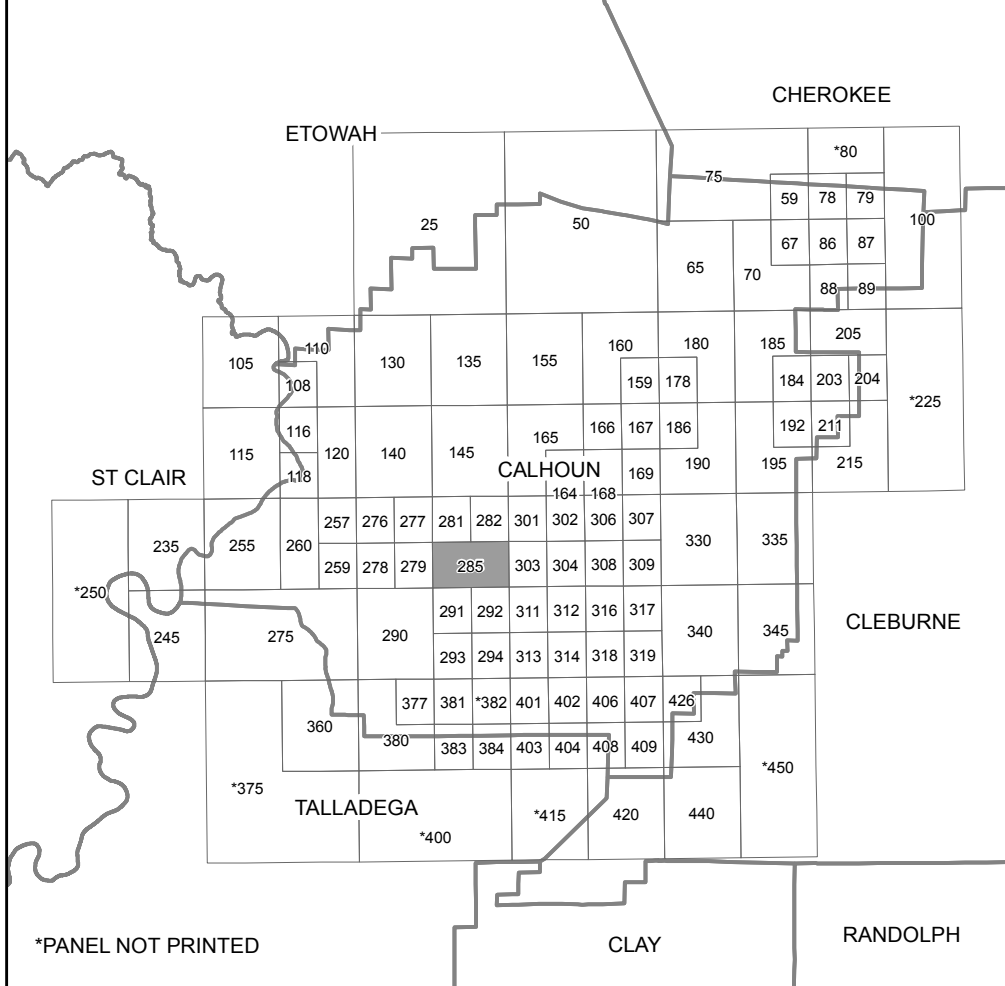 CHEROKEE
ETOWAH
*80
75
59 78 79
25 50 100
67 86 87
65 70
88 89
110 160 180 185 205
105 130 135 155
108 159 178 184 203 204
*225
116 166 167 186 192 211
115 120 140 145 165
ST CLAIR 118 CALHOUN 169 190 195 215
164 168
257 276 277 281 282 301 302 306 307
235 255 260 330 335
259 278 279 285 303 304 308 309
*250
291 292 311 312 316 317
245 275 290 340 345 CLEBURNE
293 294 313 314 318 319
377 381 *382 401 402 406 407 426
360
380 383 384 403 404 408 409 430
*450
*375
TALLADEGA *415 420 440
*400
*PANEL NOT PRINTED CLAY RANDOLPH